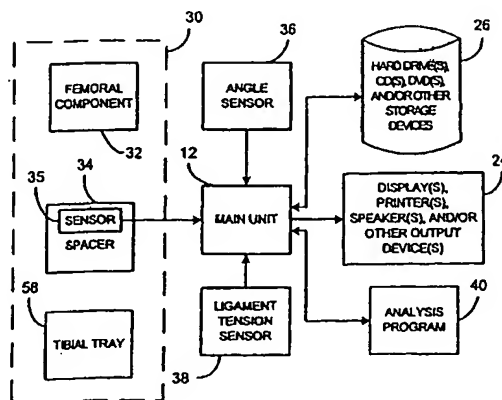 30
36
26
FEMORAL
COMPONENT
32
ANGLE
SENSOR
HARD DRIVE(S),
CD(S), DVD(S),
AND/OR OTHER
STORAGE
DEVICES
34
35
12
24
SENSOR
SPACER
MAIN UNIT
DISPLAY(S),
PRINTER(S),
SPEAKER(S), AND/OR
OTHER OUTPUT
DEVICE(S)
58
TIBIAL TRAY
LIGAMENT
TENSION
SENSOR
38
ANALYSIS
PROGRAM
40